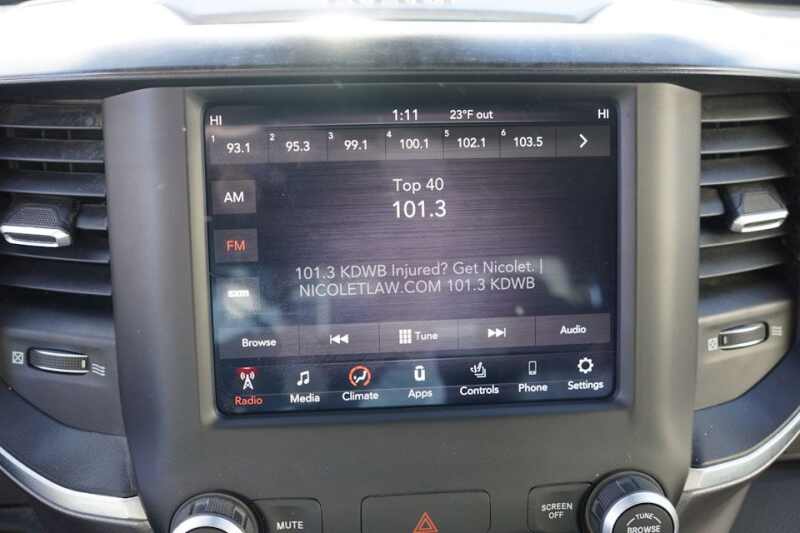 HI 1:11 23°F out HI
1 93.1 2 95.3 3 99.1 4 100.1 5 102.1 6 103.5
Top 40
AM
101.3
FM
101.3 KDWB Injured? Get Nicolet. |
NICOLETLAW.COM 101.3 KDWB
Browse Tune Audio
Radio Media Climate Apps Controls Phone Settings
MUTE
SCREEN
OFF
TUNE
BROWSE